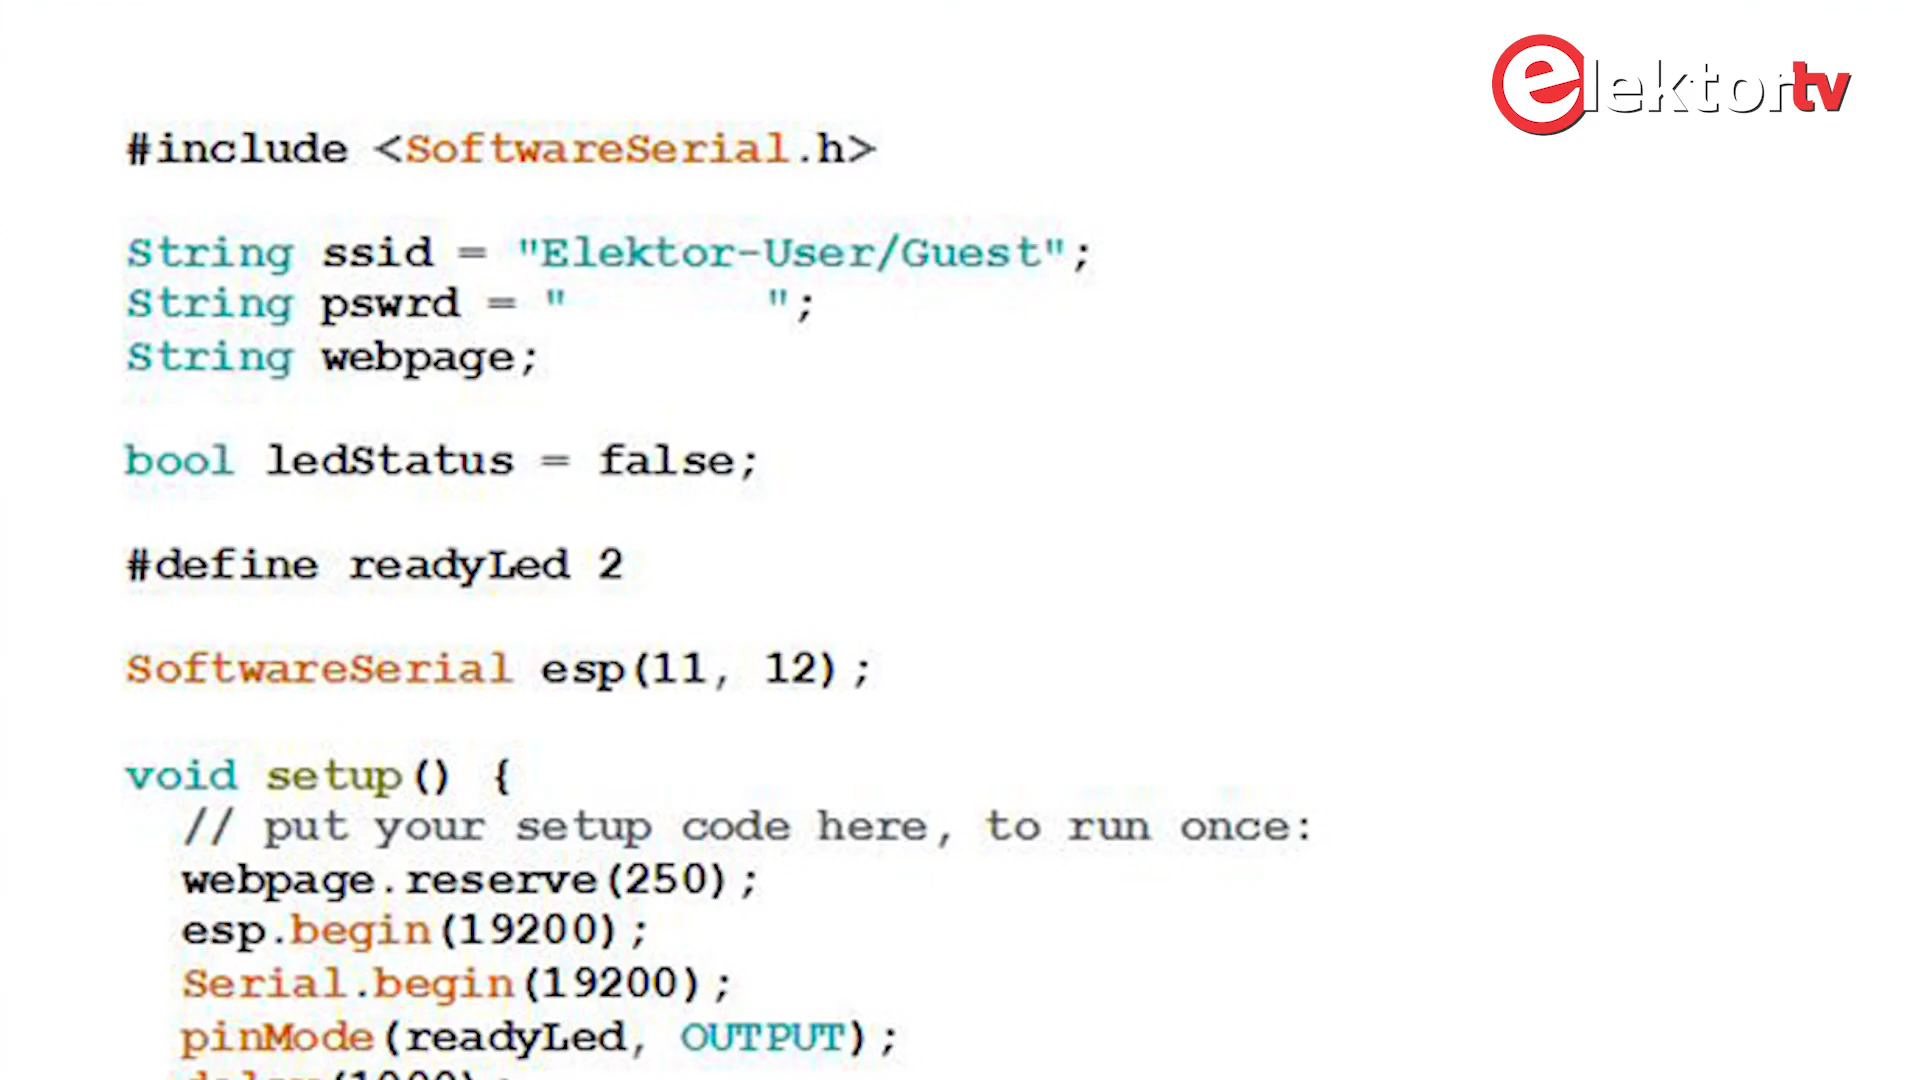 elektortv
#include <SoftwareSerial.h>
String ssid = "Elektor-User/Guest";
String pswrd = "        ";
String webpage;
bool ledStatus = false;
#define readyLed 2
SoftwareSerial esp(11, 12);
void setup() {
  // put your setup code here, to run once:
  webpage.reserve(250);
  esp.begin(19200);
  Serial.begin(19200);
  pinMode(readyLed, OUTPUT);
  delay(1000);